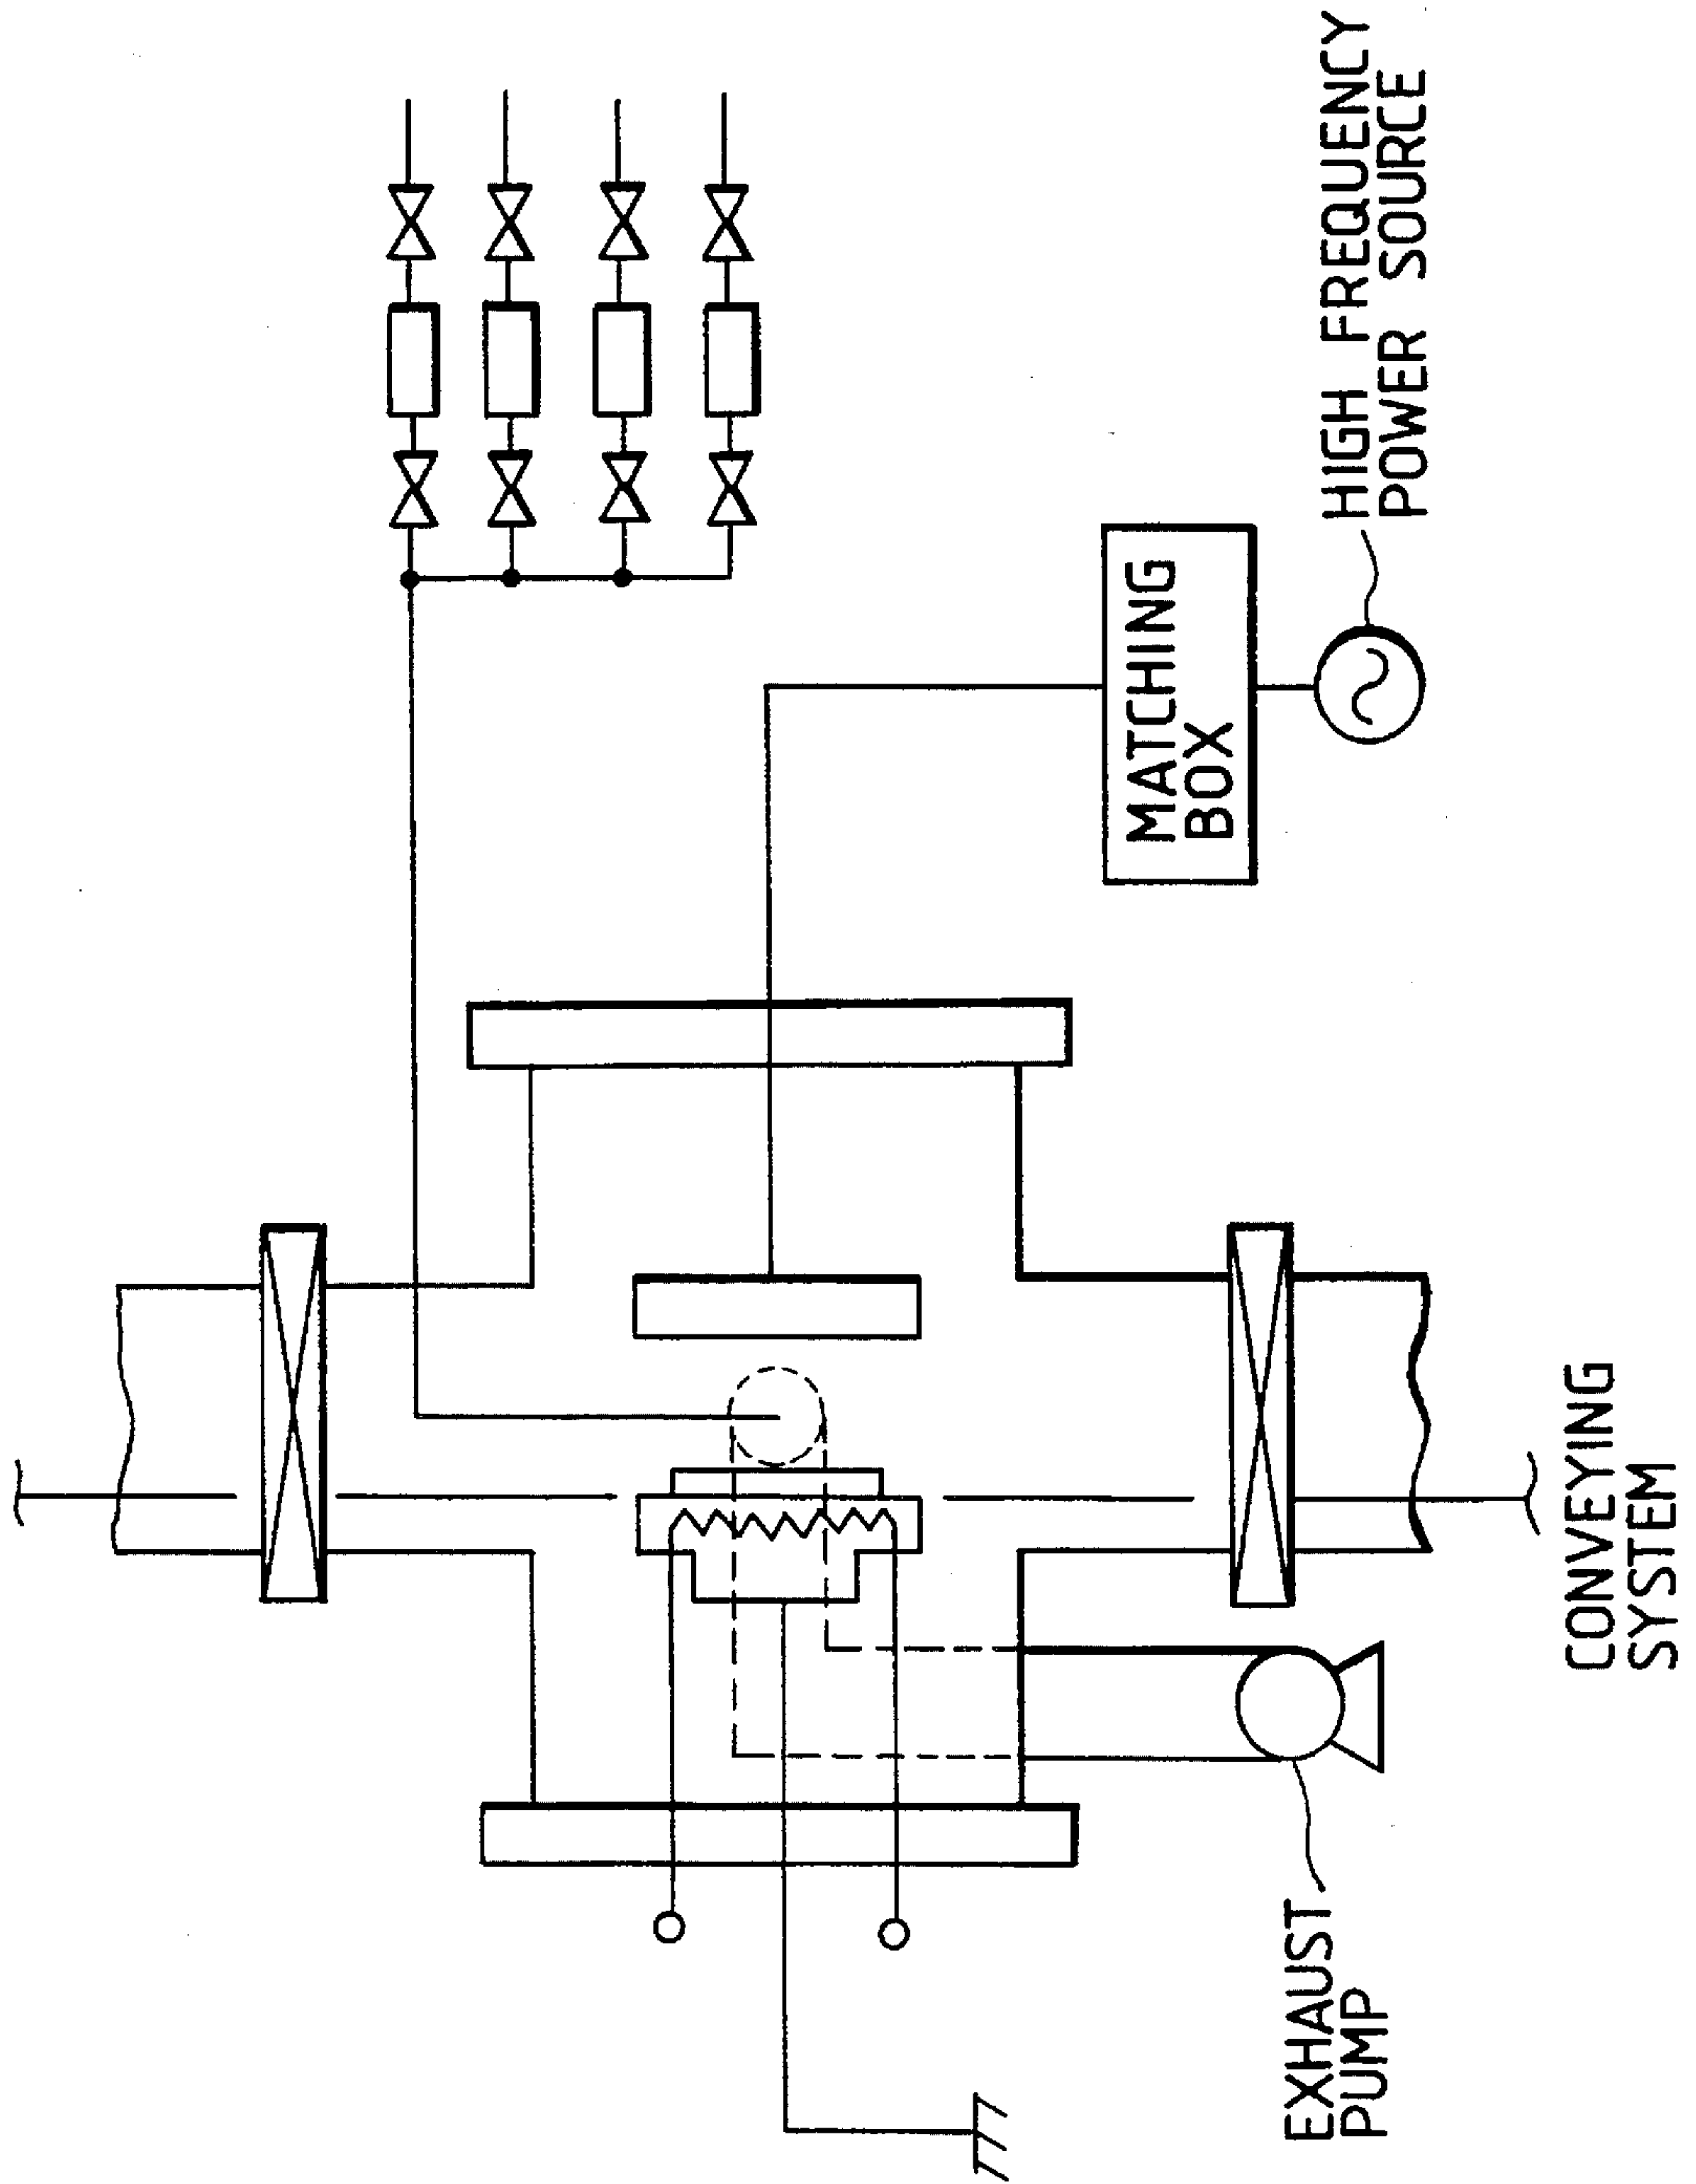 HIGH FREQUENCY
POWER SOURCE
MATCHING
BOX
CONVEYING
SYSTEM
EXHAUST
PUMP